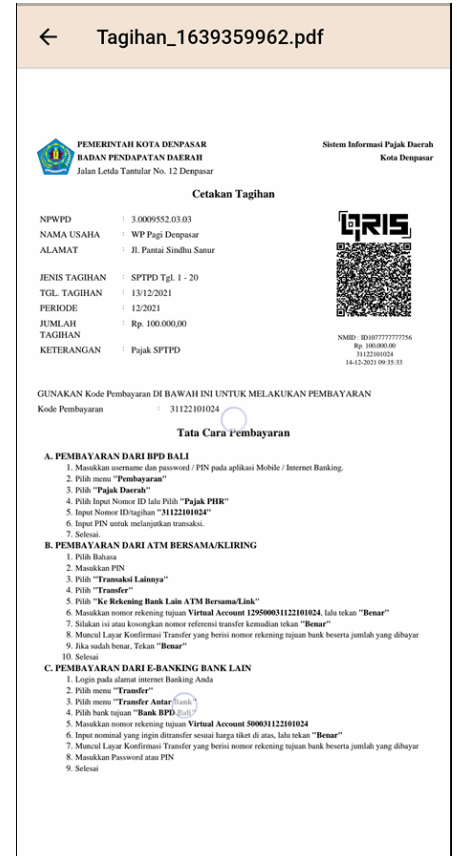 Tagihan_1639359962.pdf
PEMERINTAH KOTA DENPASAR
BADAN PENDAPATAN DAERAH
Jalan Letda Tantular No. 12 Denpasar
Sistem Informasi Pajak Daerah
Kota Denpasar
Cetakan Tagihan
NPWPD : 3.0009552.03.03
NAMA USAHA : WP Pagi Denpasar
ALAMAT : Jl. Pantai Sindhu Sanur
JENIS TAGIHAN : SPTPD Tgl. 1 - 20
TGL. TAGIHAN : 13/12/2021
PERIODE : 12/2021
JUMLAH TAGIHAN : Rp. 100.000,00
KETERANGAN : Pajak SPTPD
QRIS
NMID : ID1077777777756
Rp. 100,000.00
31122101024
14-12-2021 09:35:33
GUNAKAN Kode Pembayaran DI BAWAH INI UNTUK MELAKUKAN PEMBAYARAN
Kode Pembayaran : 31122101024
Tata Cara Pembayaran
A. PEMBAYARAN DARI BPD BALI
1. Masukkan username dan password / PIN pada aplikasi Mobile / Internet Banking.
2. Pilih menu "Pembayaran"
3. Pilih "Pajak Daerah"
4. Pilih Input Nomor ID lalu Pilih "Pajak PHR"
5. Input Nomor ID/tagihan "31122101024"
6. Input PIN untuk melanjutkan transaksi.
7. Selesai.
B. PEMBAYARAN DARI ATM BERSAMA/KLIRING
1. Pilih Bahasa
2. Masukkan PIN
3. Pilih "Transaksi Lainnya"
4. Pilih "Transfer"
5. Pilih "Ke Rekening Bank Lain ATM Bersama/Link"
6. Masukkan nomor rekening tujuan Virtual Account 129500031122101024, lalu tekan "Benar"
7. Silakan isi atau kosongkan nomor referensi transfer kemudian tekan "Benar"
8. Muncul Layar Konfirmasi Transfer yang berisi nomor rekening tujuan bank beserta jumlah yang dibayar
9. Jika sudah benar, Tekan "Benar"
10. Selesai
C. PEMBAYARAN DARI E-BANKING BANK LAIN
1. Login pada alamat internet Banking Anda
2. Pilih menu "Transfer"
3. Pilih menu "Transfer Antar Bank"
4. Pilih bank tujuan "Bank BPD Bali"
5. Masukkan nomor rekening tujuan Virtual Account 500031122101024
6. Input nominal yang ingin ditransfer sesuai harga tiket di atas, lalu tekan "Benar"
7. Muncul Layar Konfirmasi Transfer yang berisi nomor rekening tujuan bank beserta jumlah yang dibayar
8. Masukkan Password atau PIN
9. Selesai